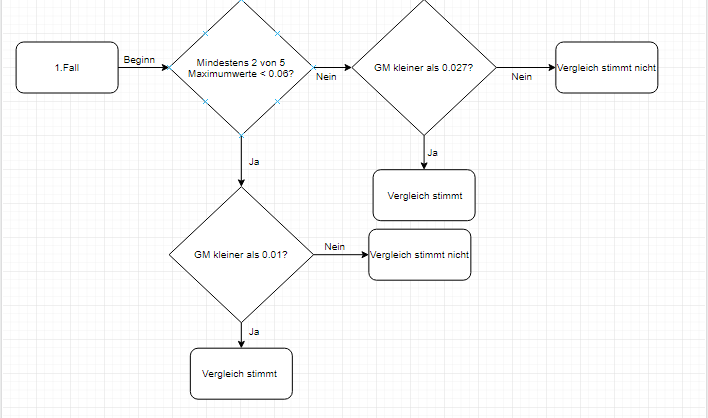 1.Fall
Beginn
Mindestens 2 von 5
Maximumwerte < 0.06?
Nein
GM kleiner als 0.027?
Nein
Vergleich stimmt nicht
Ja
Ja
Vergleich stimmt
GM kleiner als 0.01?
Nein
Vergleich stimmt nicht
Ja
Vergleich stimmt